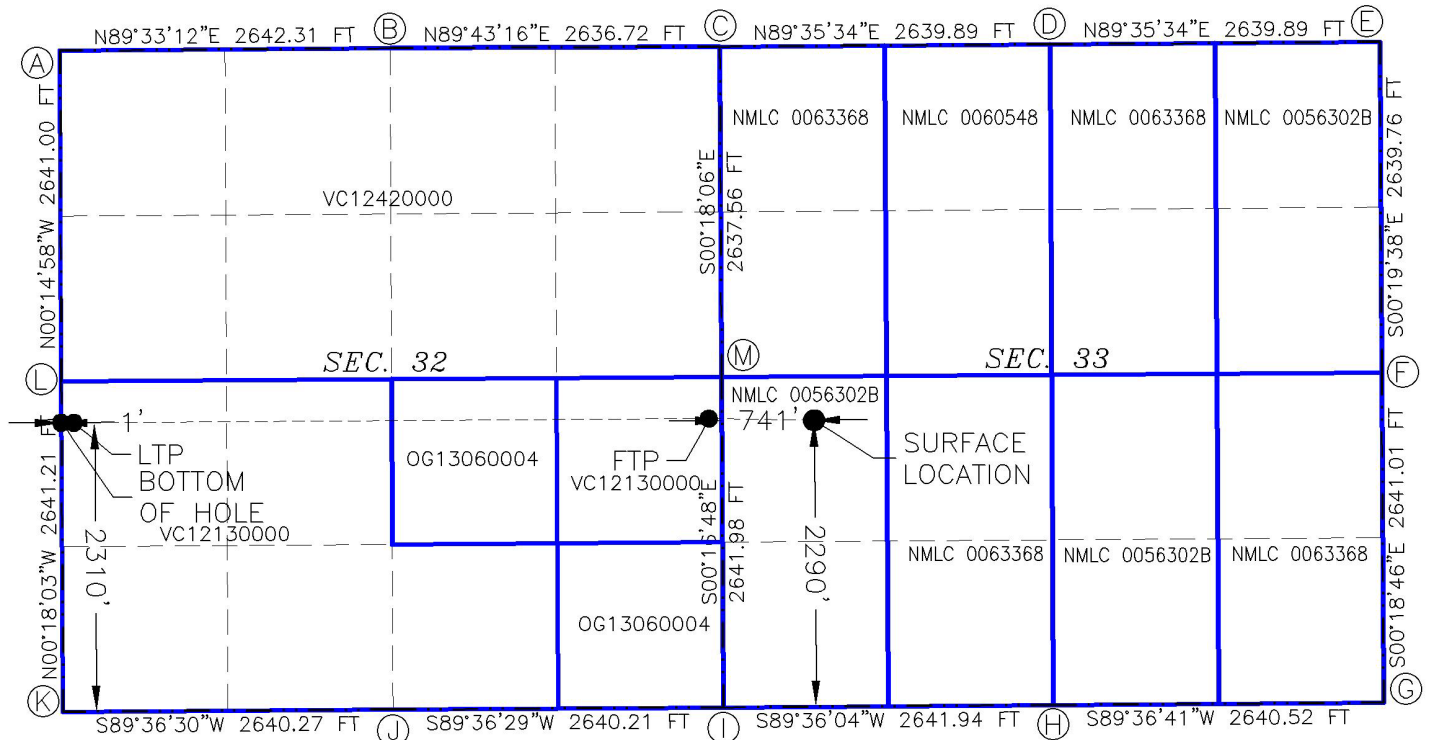 A
B
C
D
E
N89°33'12"E 2642.31 FT
N89°43'16"E 2636.72 FT
N89°35'34"E 2639.89 FT
N89°35'34"E 2639.89 FT
N00°14'58"W 2641.00 FT
VC12420000
S00°18'06"E
2637.56 FT
NMLC 0063368
NMLC 0060548
NMLC 0063368
NMLC 0056302B
S00°19'38"E 2639.76 FT
SEC. 32
SEC. 33
L
M
F
NMLC 0056302B
1'
741'
LTP
BOTTOM
OF HOLE
VC12130000
OG13060004
FTP
VC12130000
SURFACE
LOCATION
N00°18'03"W 2641.21 FT
2310'
2641.98 FT
2290'
NMLC 0063368
NMLC 0056302B
NMLC 0063368
S00°18'46"E 2641.01 FT
OG13060004
K
J
I
H
G
S89°36'30"W 2640.27 FT
S89°36'29"W 2640.21 FT
S89°36'04"W 2641.94 FT
S89°36'41"W 2640.52 FT